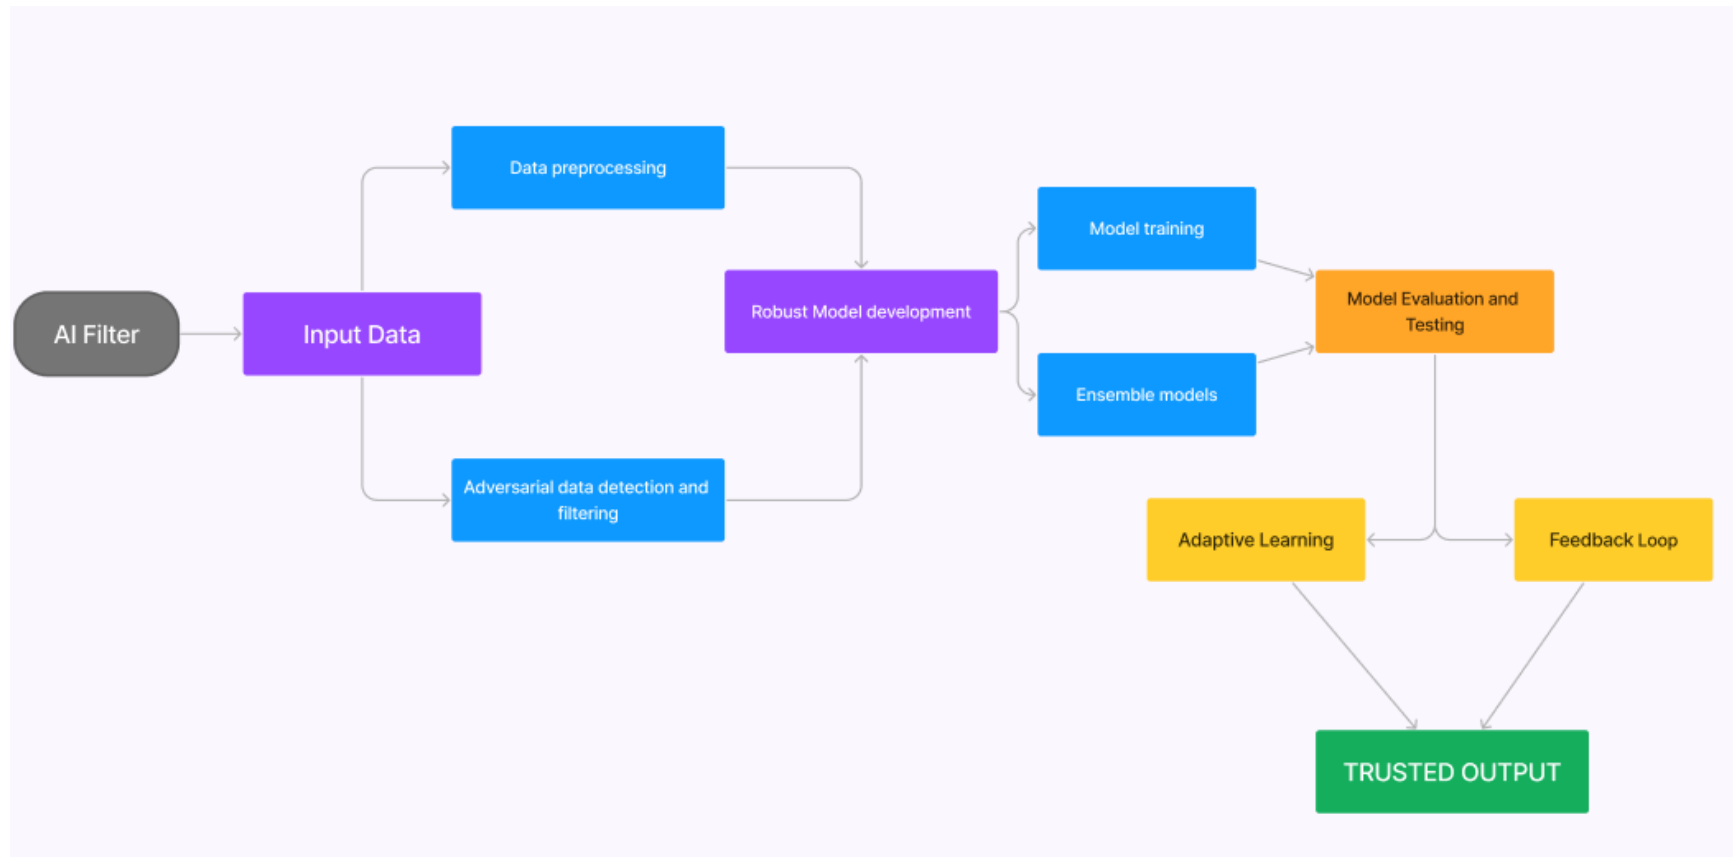 AI Filter
Input Data
Data preprocessing
Adversarial data detection and
filtering
Robust Model development
Model training
Ensemble models
Model Evaluation and
Testing
Adaptive Learning
Feedback Loop
TRUSTED OUTPUT